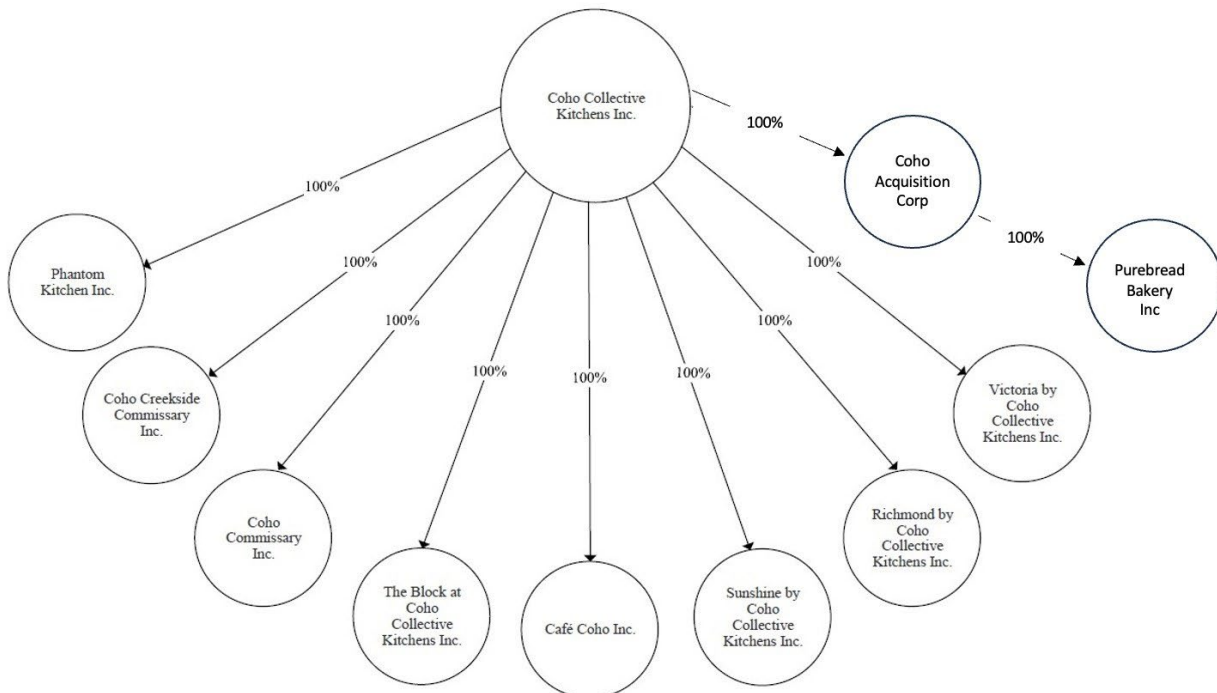 Coho Collective
Kitchens Inc.
100%
Coho
Acquisition
Corp
100%
Purebread
Bakery
Inc
100%
Phantom
Kitchen Inc.
100%
Coho Creekside
Commissary
Inc.
100%
Coho
Commissary
Inc.
100%
The Block at
Coho
Collective
Kitchens Inc.
100%
Café Coho Inc.
100%
Sunshine by
Coho
Collective
Kitchens Inc.
100%
Richmond by
Coho
Collective
Kitchens Inc.
100%
Victoria by
Coho
Collective
Kitchens Inc.